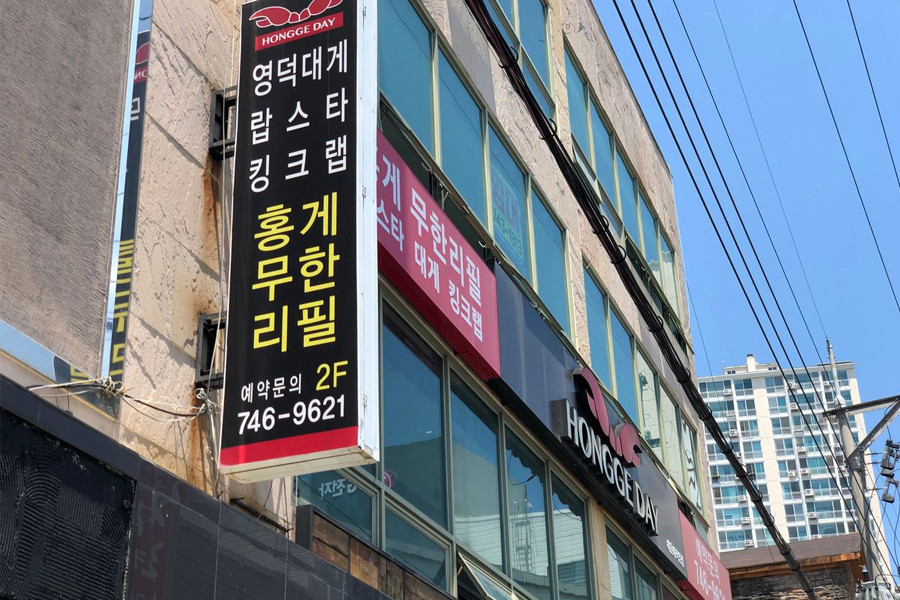 HONGGE DAY
영덕대게
랍스타
킹크랩
홍게
무한
리필
예약문의 2F
746-9621
게 무한리필
스타 대게 킹크랩
HONGGE DAY